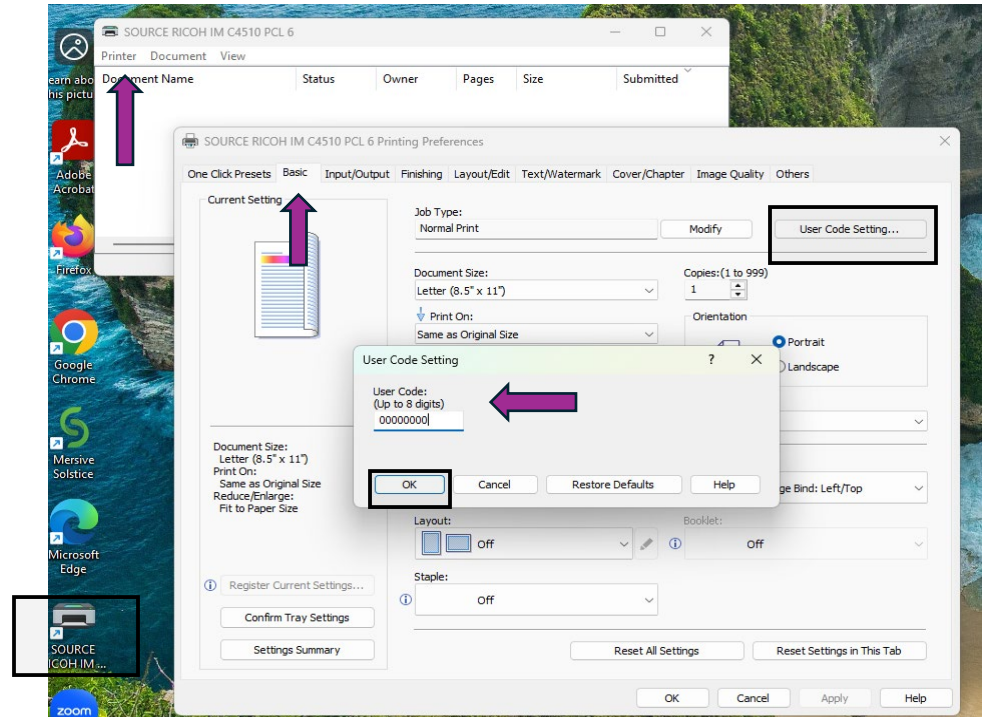 SOURCE RICOH IM C4510 PCL 6
Printer Document View
Document Name Status Owner Pages Size Submitted
earn abo
his pictu
SOURCE RICOH IM C4510 PCL 6 Printing Preferences
Adobe
Acrobat
One Click Presets Basic Input/Output Finishing Layout/Edit Text/Watermark Cover/Chapter Image Quality Others
Current Setting
Job Type:
Normal Print Modify User Code Setting...
Firefox
Document Size: Copies:(1 to 999)
Letter (8.5" x 11") 1
Print On: Orientation
Same as Original Size Portrait
Landscape
Google
Chrome
User Code Setting ?
User Code:
(Up to 8 digits)
00000000
OK Cancel Restore Defaults Help
Mersive
Solstice
Document Size:
Letter (8.5" x 11")
Print On:
Same as Original Size
Reduce/Enlarge:
Fit to Paper Size
ge Bind: Left/Top
Layout: Booklet:
Off Off
Microsoft
Edge
Register Current Settings...
Staple:
Off
Confirm Tray Settings
Settings Summary Reset All Settings Reset Settings in This Tab
SOURCE
ICOH IM ...
OK Cancel Apply Help
zoom